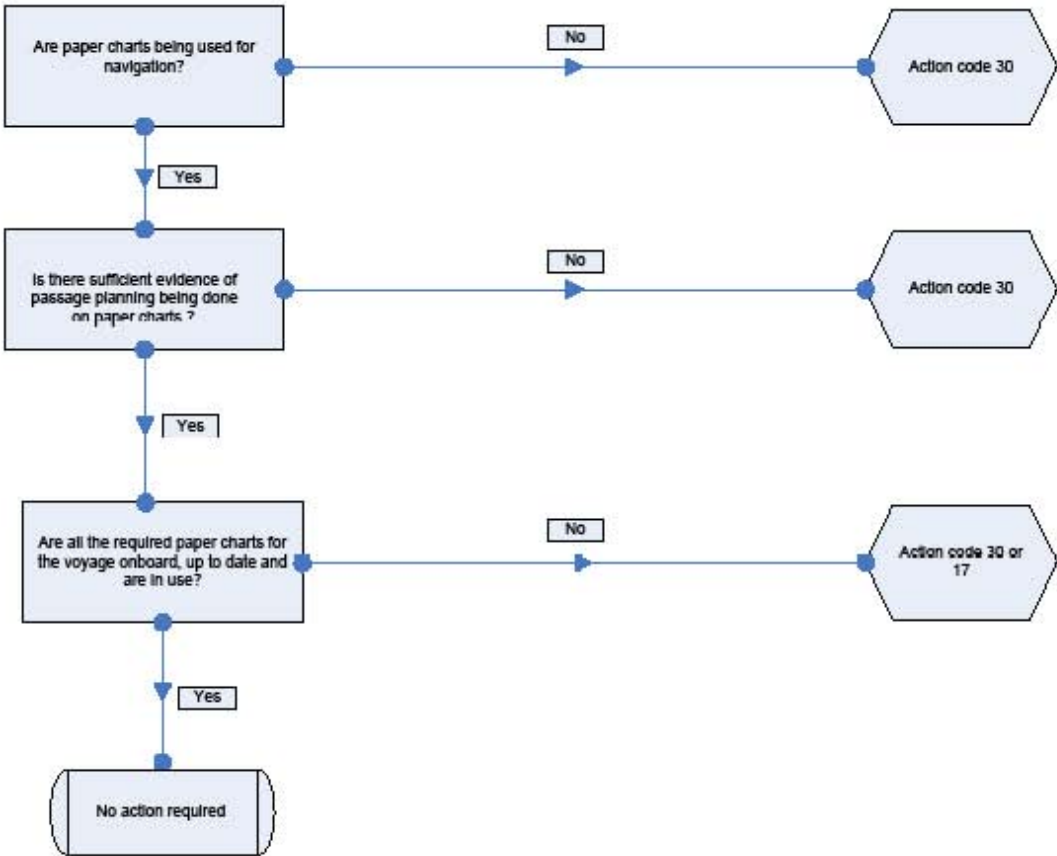 Are paper charts being used for
navigation?
No
Action code 30
Yes
Is there sufficient evidence of
passage planning being done
on paper charts ?
No
Action code 30
Yes
Are all the required paper charts for
the voyage onboard, up to date and
are in use?
No
Action code 30 or
17
Yes
No action required